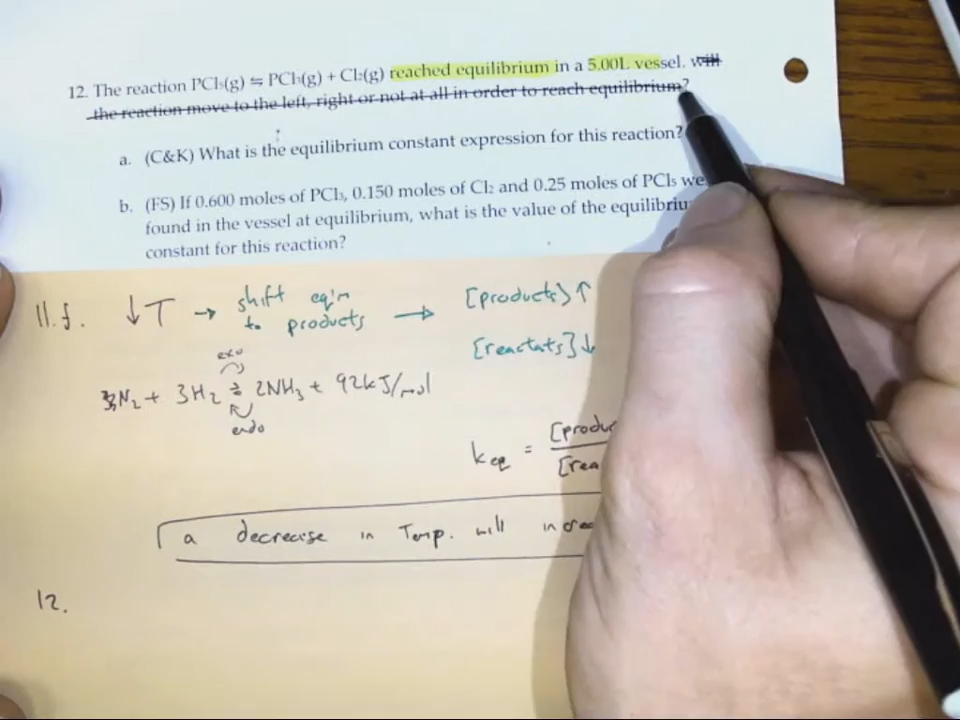 12. The reaction PCl₅(g) ⇋ PCl₃(g) + Cl₂(g) reached equilibrium in a 5.00L vessel. will
the reaction move to the left, right or not at all in order to reach equilibrium?
a. (C&K) What is the equilibrium constant expression for this reaction?
b. (FS) If 0.600 moles of PCl₃, 0.150 moles of Cl₂ and 0.25 moles of PCl₅ we
found in the vessel at equilibrium, what is the value of the equilibriu
constant for this reaction?
11.f. ↓T → shift eq'm to products → [products]↑
[reactats]↓
exo
N₂ + 3H₂ ⇌ 2NH₃ + 92kJ/mol
endo
keq = [produc
[rea
a decrease in Temp. will increa
12.